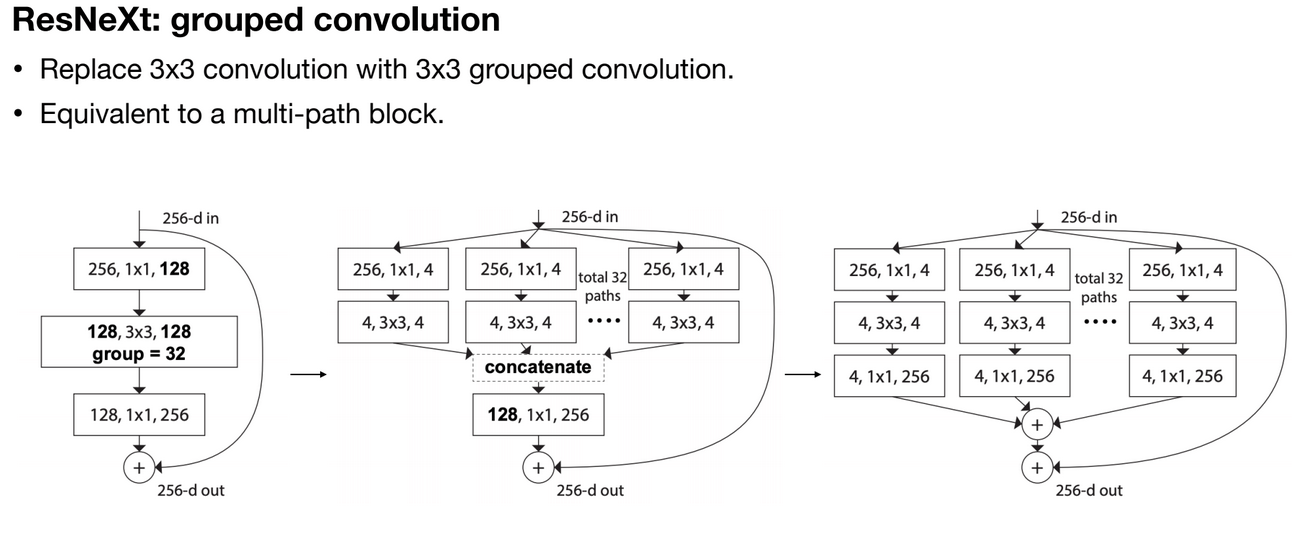 ResNeXt: grouped convolution
• Replace 3x3 convolution with 3x3 grouped convolution.
• Equivalent to a multi-path block.
256-d in
256, 1x1, 128
128, 3x3, 128
group = 32
128, 1x1, 256
+
256-d out
256-d in
256, 1x1, 4
256, 1x1, 4
total 32
paths
256, 1x1, 4
4, 3x3, 4
4, 3x3, 4
....
4, 3x3, 4
concatenate
128, 1x1, 256
+
256-d out
256-d in
256, 1x1, 4
256, 1x1, 4
total 32
paths
256, 1x1, 4
4, 3x3, 4
4, 3x3, 4
....
4, 3x3, 4
4, 1x1, 256
4, 1x1, 256
4, 1x1, 256
+
+
256-d out